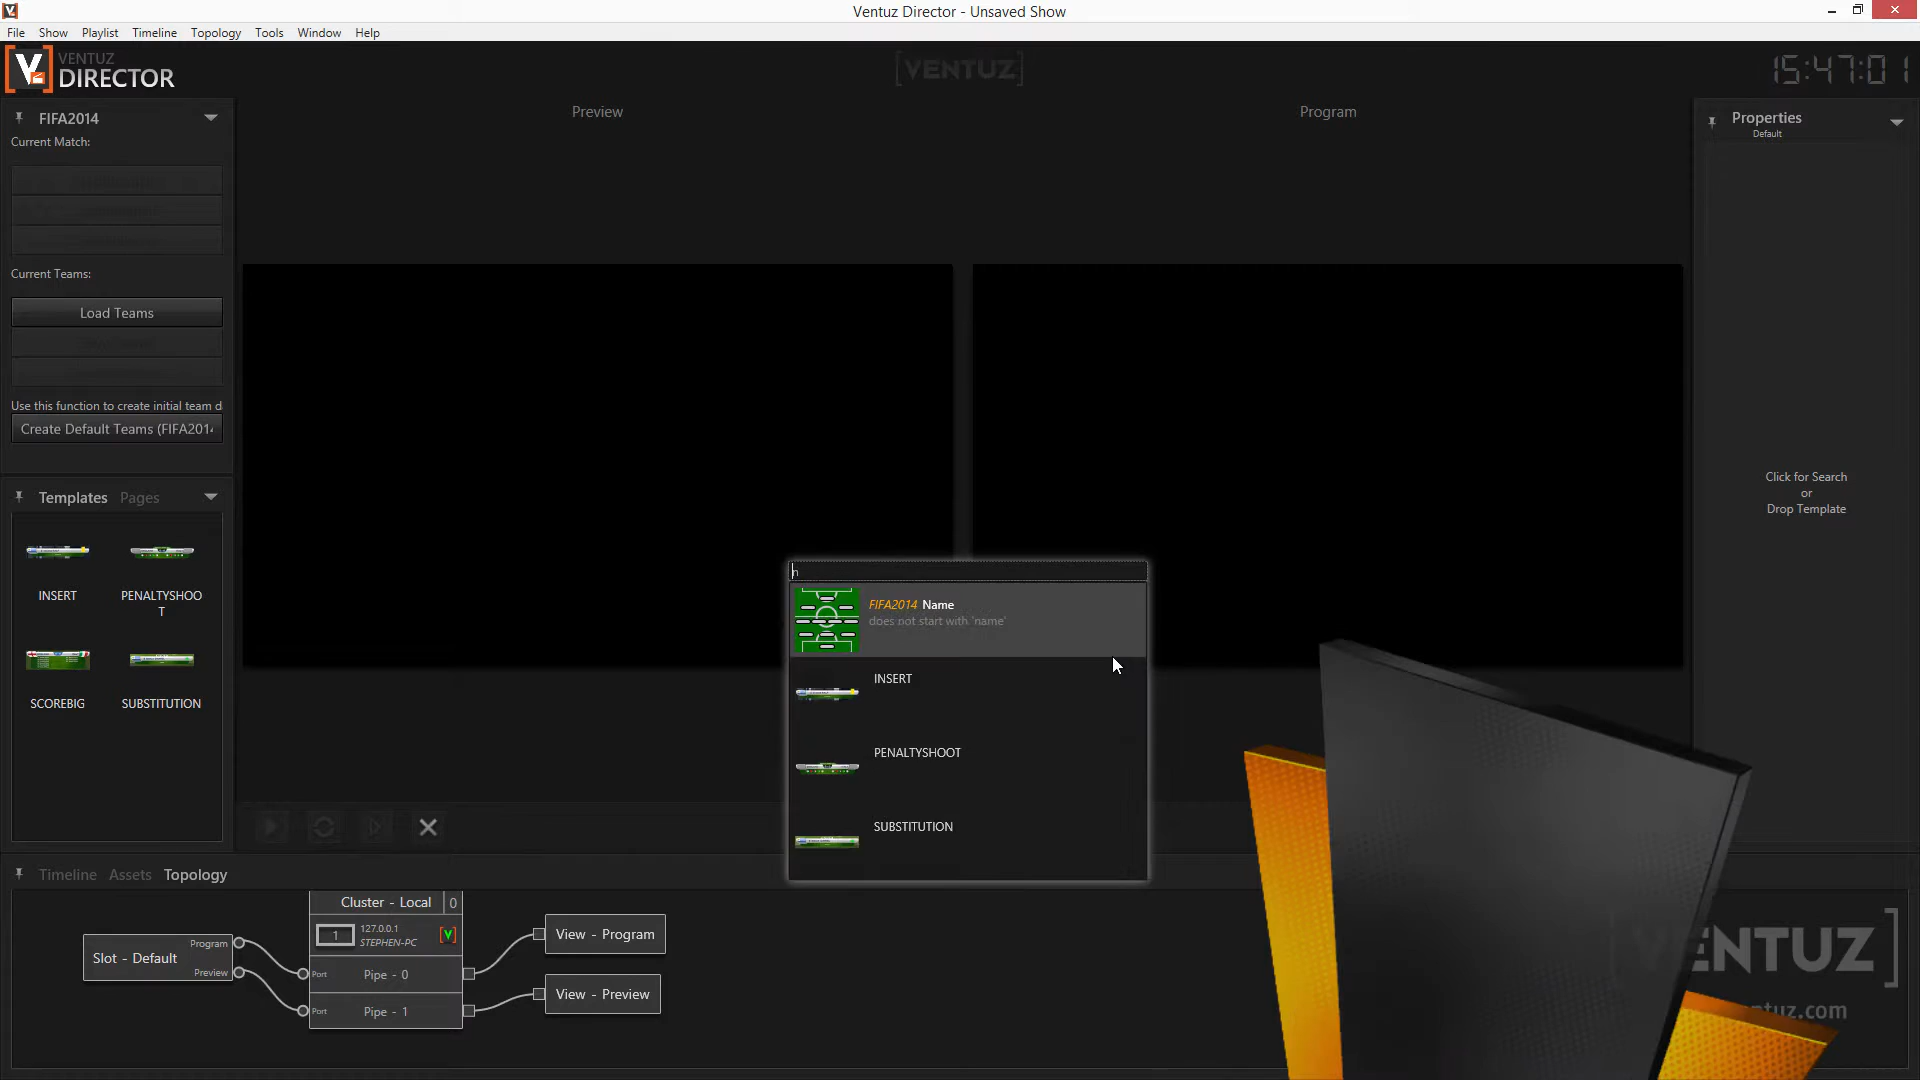 Ventuz Director - Unsaved Show
File Show Playlist Timeline Topology Tools Window Help
VENTUZ
DIRECTOR
[VENTUZ]
15:47:01
FIFA2014
Current Match:
Current Teams:
Load Teams
Use this function to create initial team d
Create Default Teams (FIFA2014
Templates Pages
INSERT
PENALTYSHOO
T
SCOREBIG
SUBSTITUTION
Preview
Program
n
FIFA2014 Name
does not start with 'name'
INSERT
PENALTYSHOOT
SUBSTITUTION
Properties
Default
Click for Search
or
Drop Template
Timeline Assets Topology
Slot - Default
Program
Preview
Cluster - Local 0
1
127.0.0.1
STEPHEN-PC
[V]
Port Pipe - 0
Port Pipe - 1
View - Program
View - Preview
VENTUZ]
ntuz.com